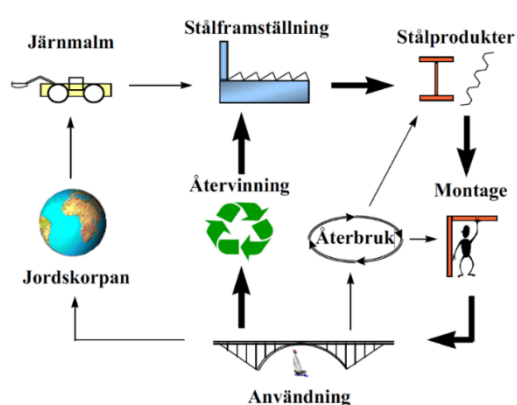 Järnmalm
Stålframställning
Stålprodukter
Återvinning
Montage
Återbruk
Jordskorpan
Användning